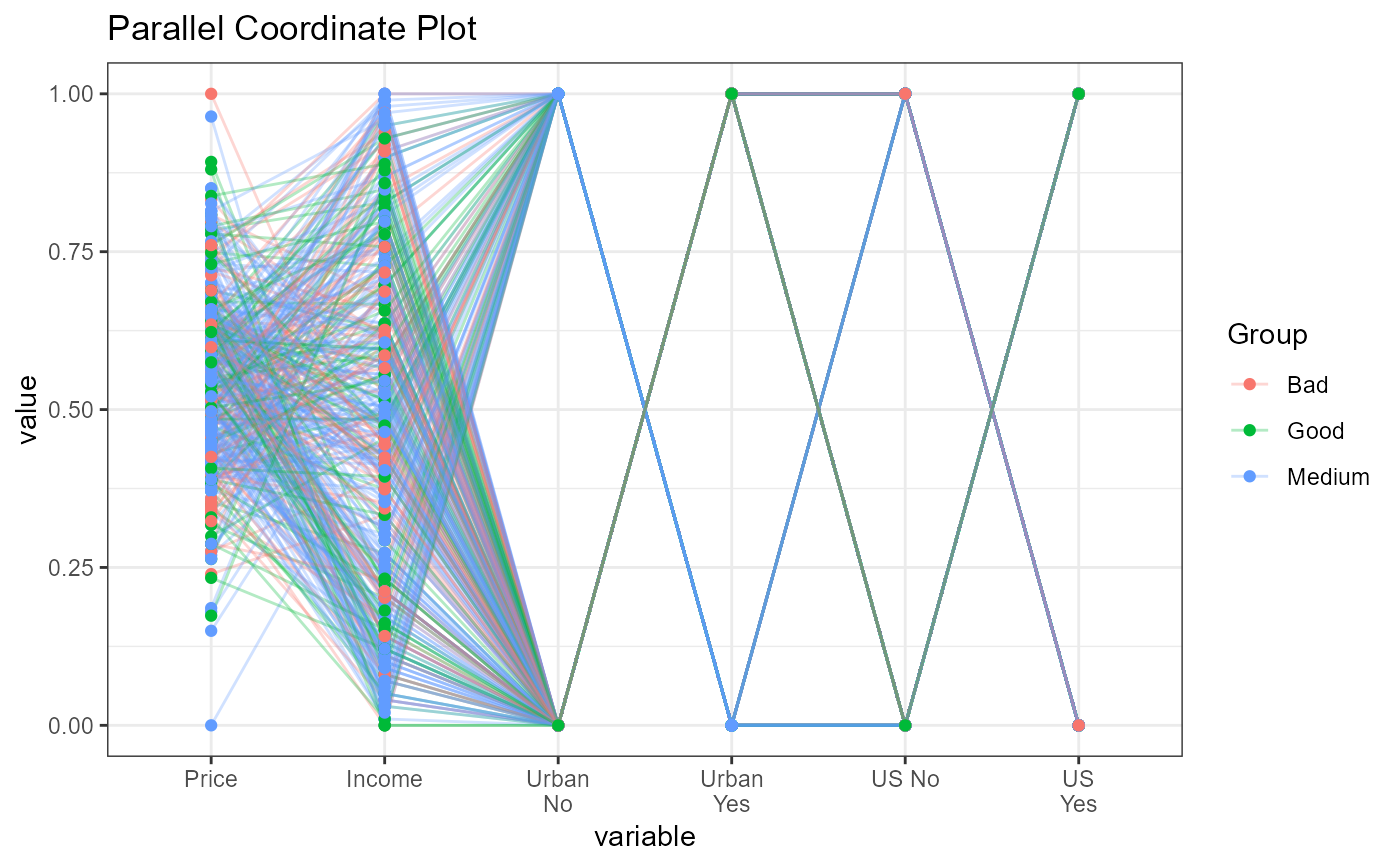 Parallel Coordinate Plot
1.00
0.75
0.50
0.25
0.00
value
Price
Income
Urban
No
Urban
Yes
US No
US
Yes
variable
Group
Bad
Good
Medium